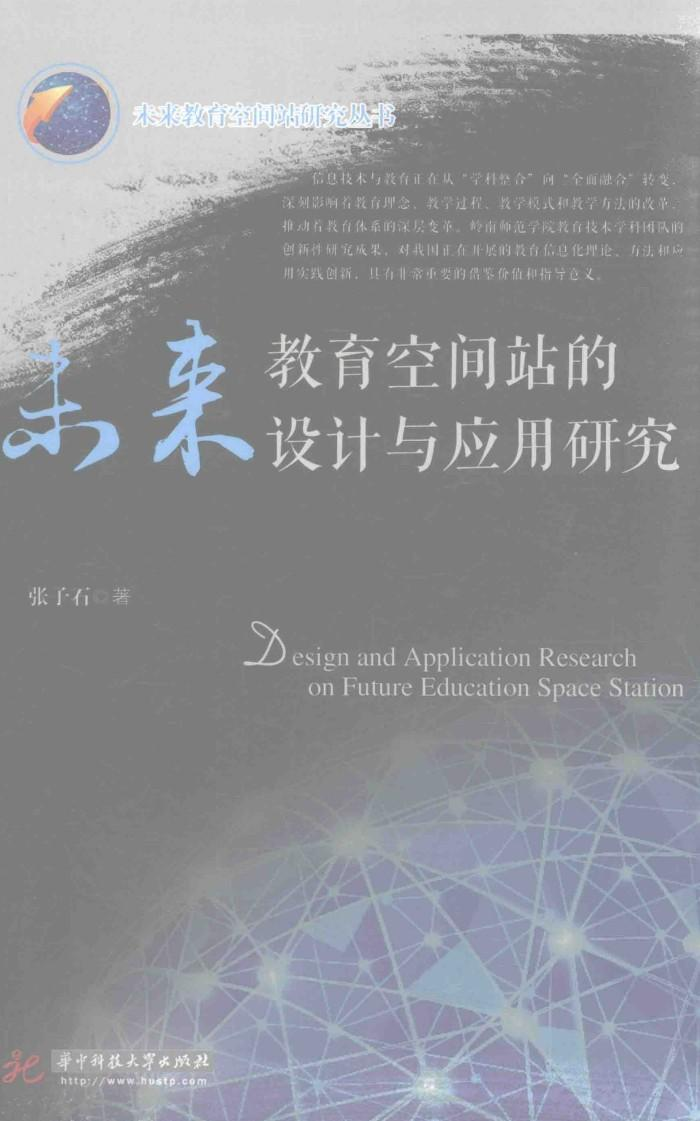 未来教育空间站研究丛书
信息技术与教育正在从“学科整合”向“全面融合”转变，
深刻影响着教育理念、教学过程、教学模式和教学方法的改革，
推动着教育体系的深层变革。岭南师范学院教育技术学科团队的
创新性研究成果，对我国正在开展的教育信息化理论、方法和应
用实践创新，具有非常重要的借鉴价值和指导意义。
未来教育空间站的
设计与应用研究
张子石◎著
Design and Application Research
on Future Education Space Station
华中科技大学出版社
http://www.hustp.com